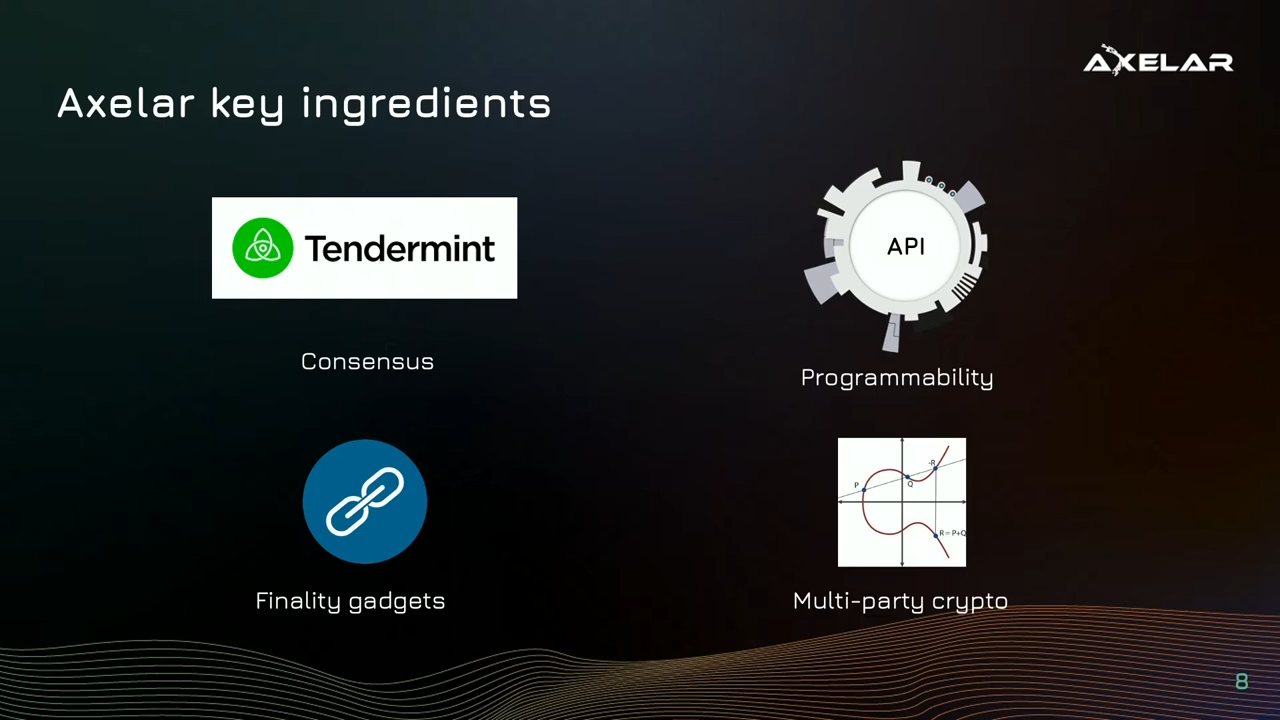 AXELAR
Axelar key ingredients
Tendermint
API
Consensus
Programmability
P
Q
-R
R = P+Q
Finality gadgets
Multi-party crypto
8